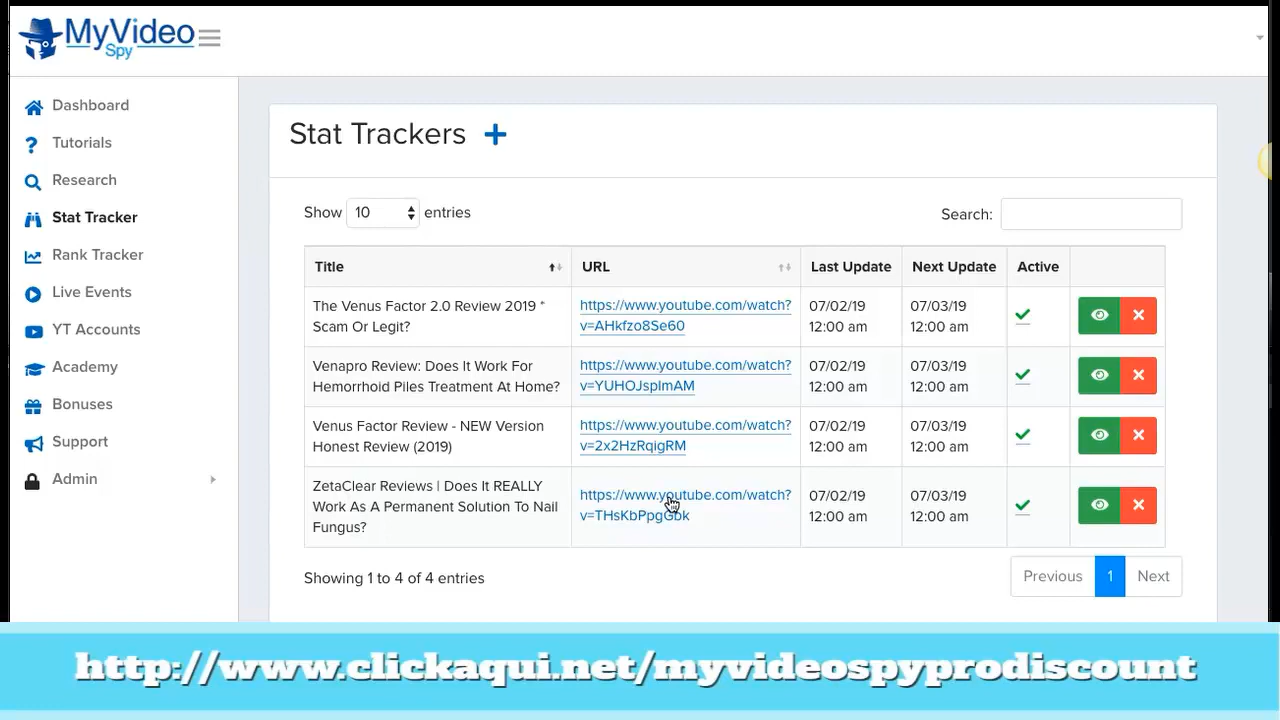 MyVideo
Spy
Dashboard
Tutorials
Research
Stat Tracker
Rank Tracker
Live Events
YT Accounts
Academy
Bonuses
Support
Admin
Stat Trackers
Show 10 entries
Search:
Title URL Last Update Next Update Active
The Venus Factor 2.0 Review 2019 * Scam Or Legit?
https://www.youtube.com/watch?
v=AHkfzo8Se60
07/02/19
12:00 am
07/03/19
12:00 am
Venapro Review: Does It Work For
Hemorrhoid Piles Treatment At Home?
https://www.youtube.com/watch?
v=YUHOJspImAM
07/02/19
12:00 am
07/03/19
12:00 am
Venus Factor Review - NEW Version
Honest Review (2019)
https://www.youtube.com/watch?
v=2x2HzRqigRM
07/02/19
12:00 am
07/03/19
12:00 am
ZetaClear Reviews | Does It REALLY
Work As A Permanent Solution To Nail
Fungus?
https://www.youtube.com/watch?
v=THsKbPpgGbk
07/02/19
12:00 am
07/03/19
12:00 am
Showing 1 to 4 of 4 entries
Previous 1 Next
http://www.clickaqui.net/myvideospyprodiscount